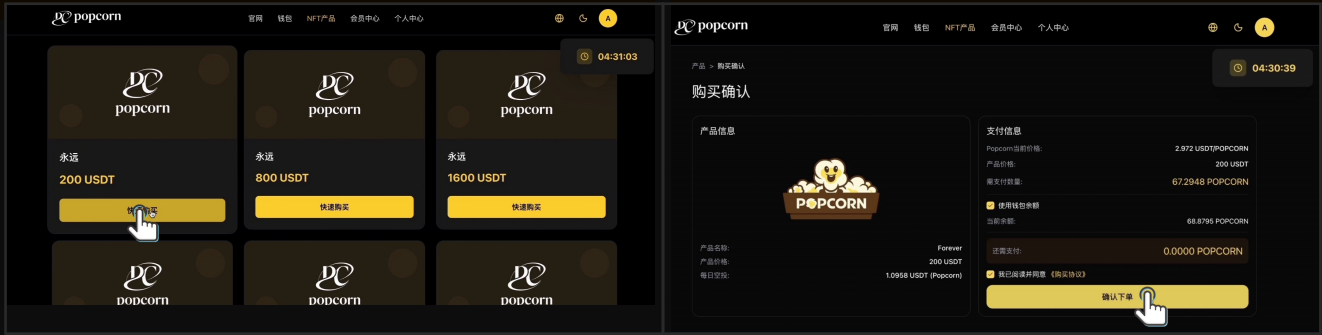 popcorn
官网 钱包 NFT产品 会员中心 个人中心
A
04:31:03
popcorn
popcorn
popcorn
永远
200 USDT
永远
800 USDT
快速购买
永远
1600 USDT
快速购买
popcorn
popcorn
popcorn
popcorn
官网 钱包 NFT产品 会员中心 个人中心
A
04:30:39
产品 > 购买确认
购买确认
产品信息
POPCORN
产品名称: Forever
产品价格: 200 USDT
每日空投: 1.0958 USDT (Popcorn)
支付信息
Popcorn当前价格: 2.972 USDT/POPCORN
产品价格: 200 USDT
需支付数量: 67.2948 POPCORN
使用钱包余额
当前余额: 68.8795 POPCORN
还需支付: 0.0000 POPCORN
我已阅读并同意《购买协议》
确认下单